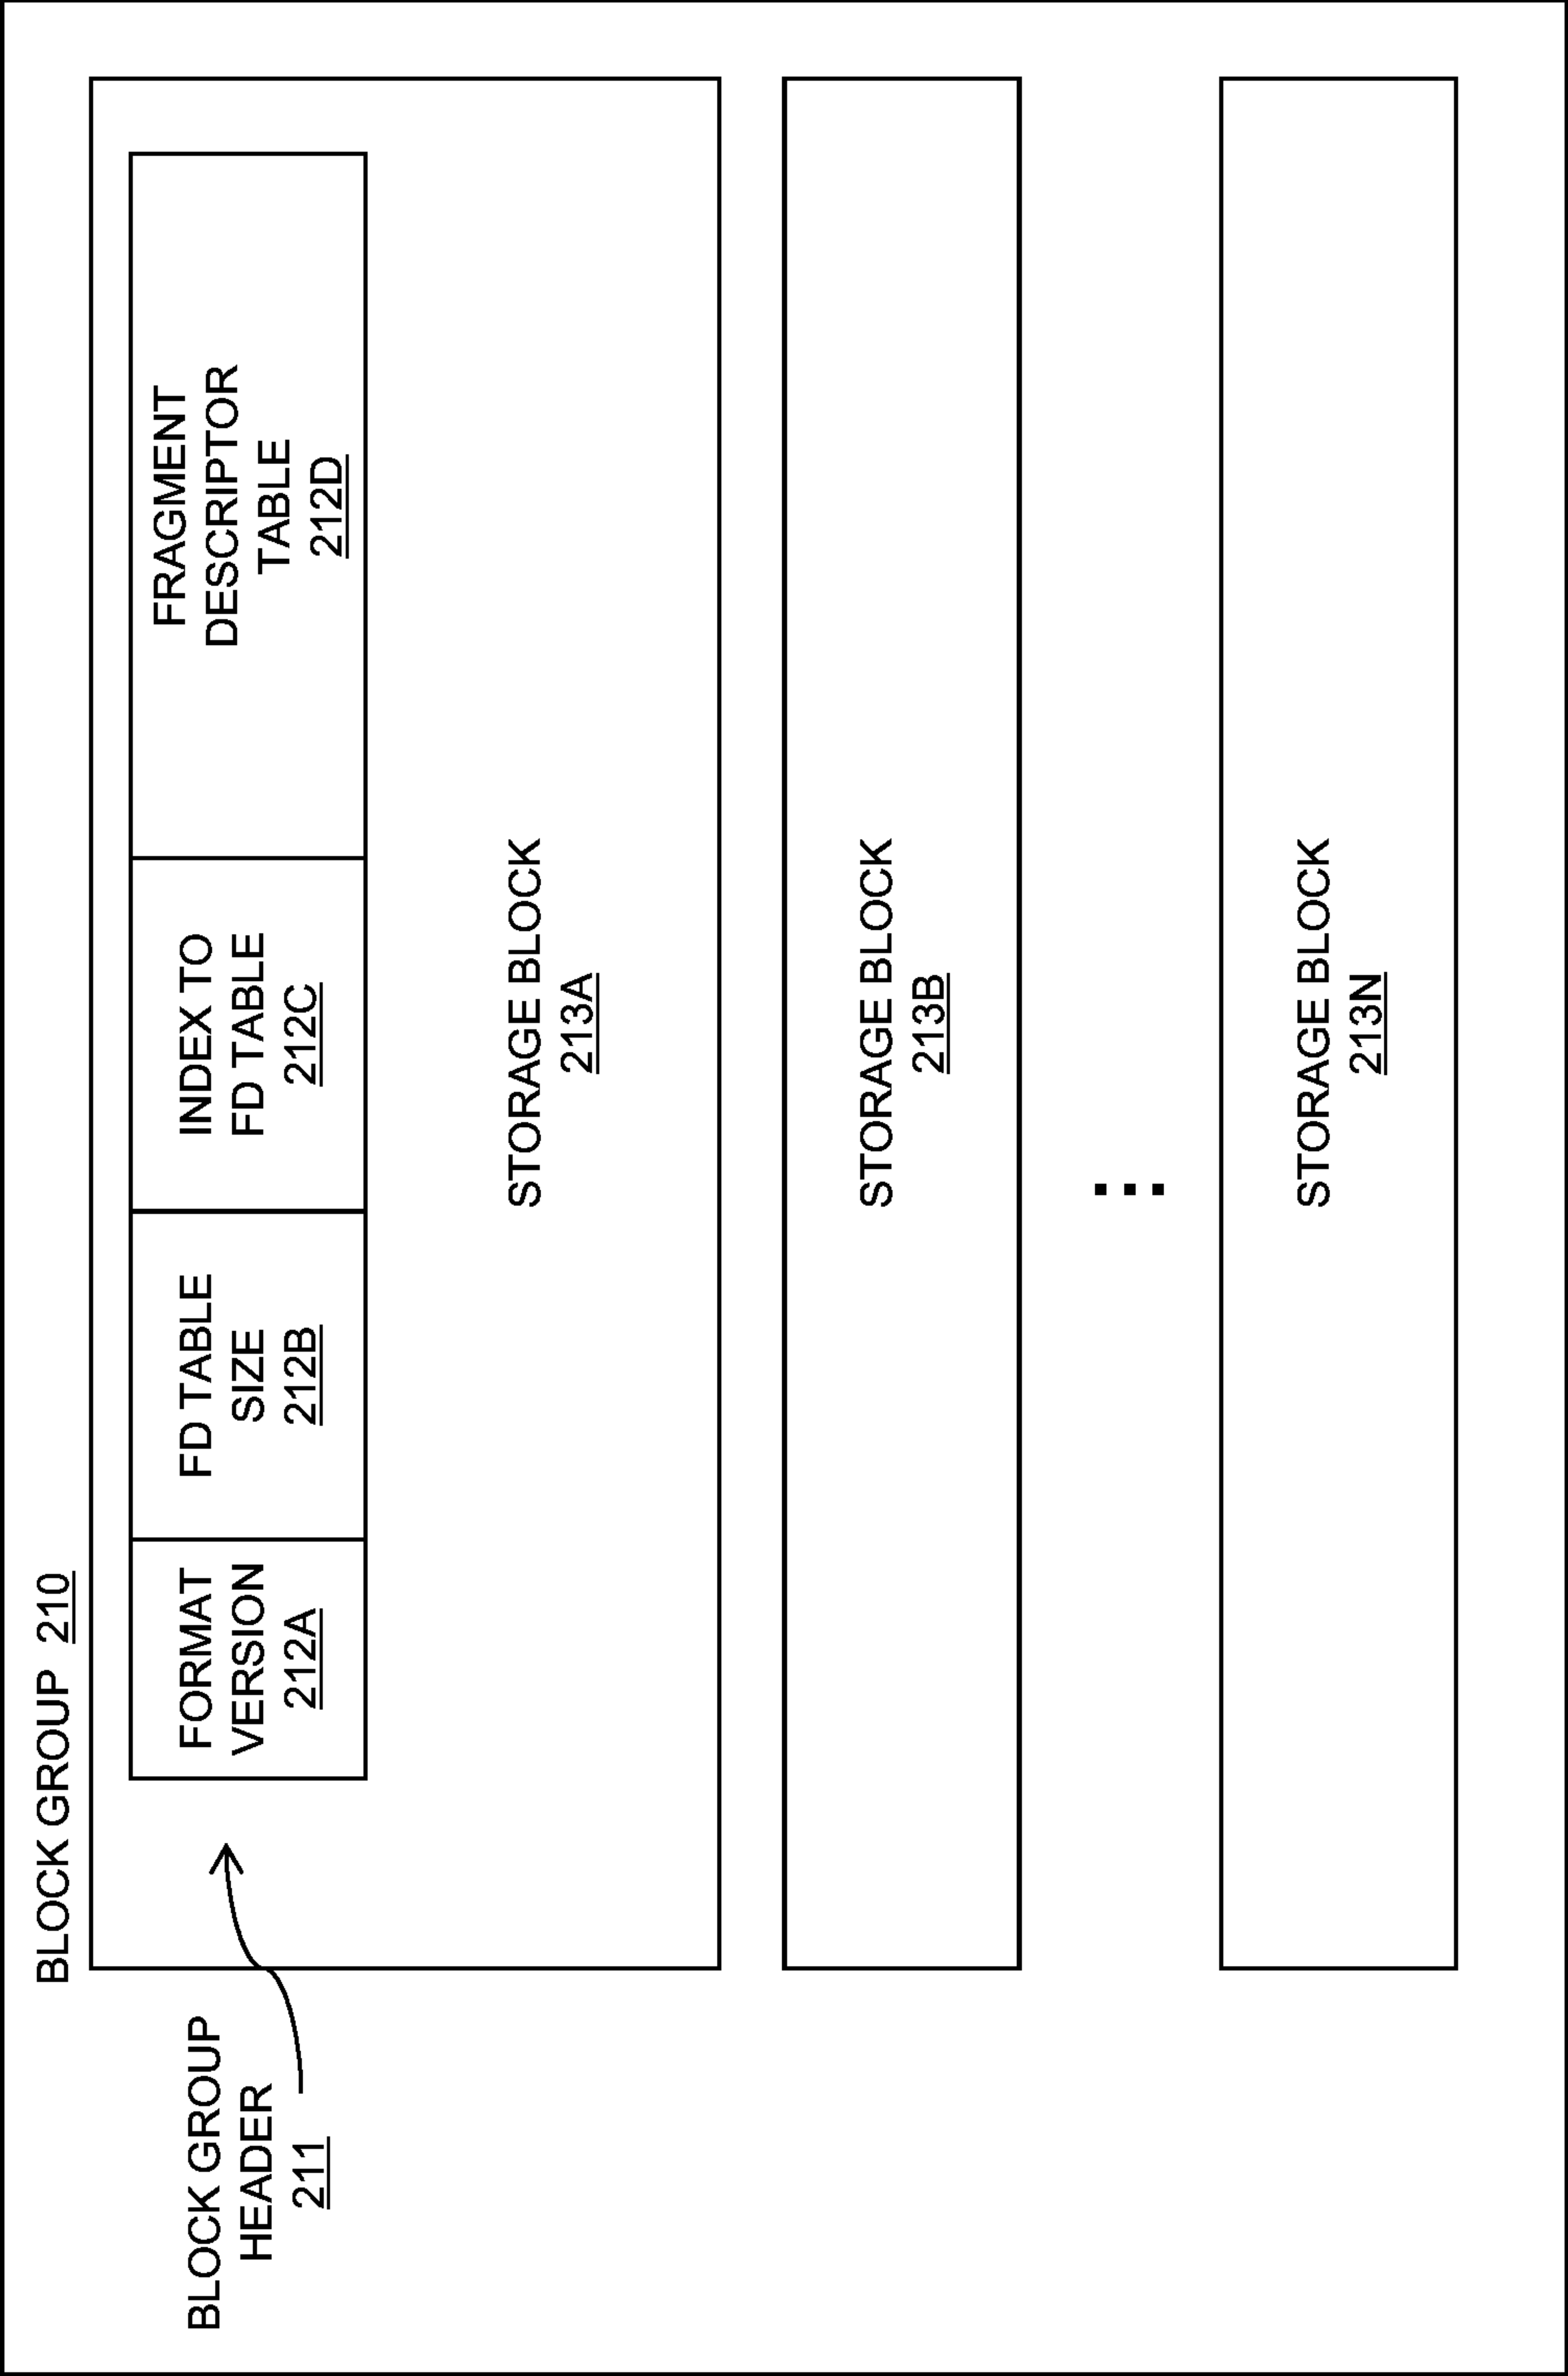 BLOCK GROUP 210
BLOCK GROUP
HEADER
211
FORMAT
VERSION
212A
FD TABLE
SIZE
212B
INDEX TO
FD TABLE
212C
FRAGMENT
DESCRIPTOR
TABLE
212D
STORAGE BLOCK
213A
STORAGE BLOCK
213B
STORAGE BLOCK
213N